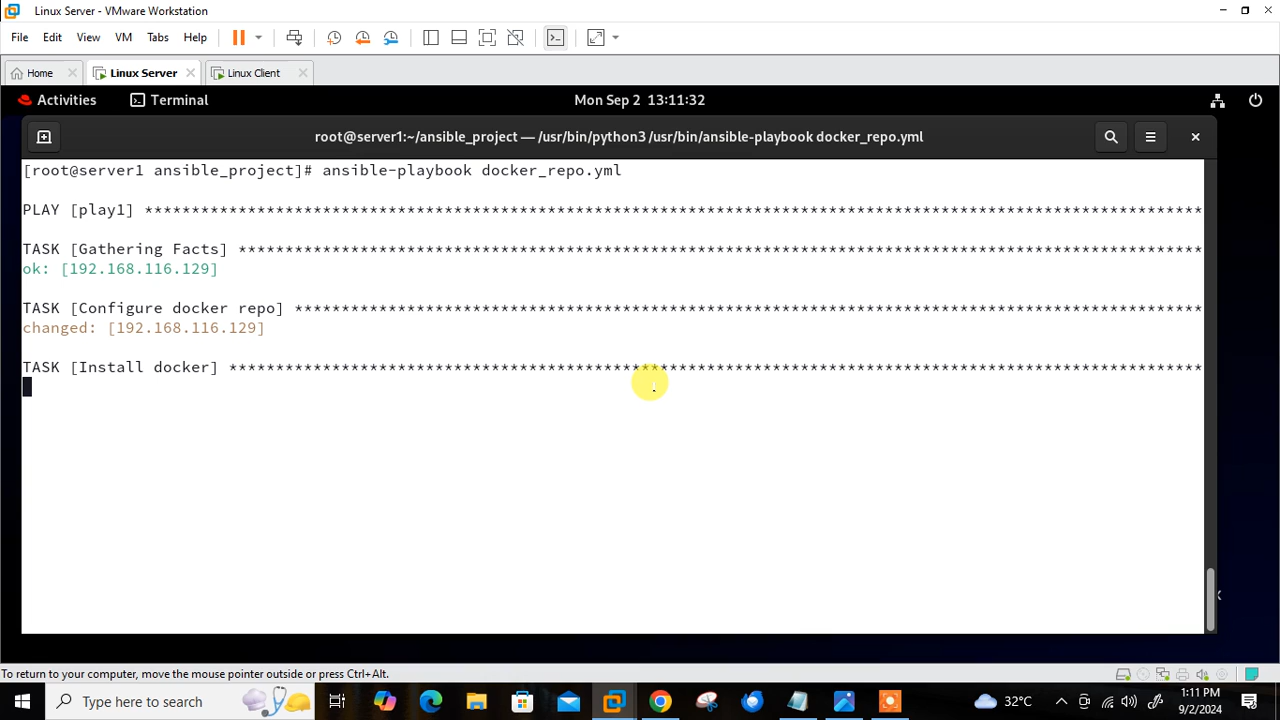 Linux Server - VMware Workstation
File Edit View VM Tabs Help
Home Linux Server Linux Client
Activities Terminal Mon Sep 2 13:11:32
root@server1:~/ansible_project — /usr/bin/python3 /usr/bin/ansible-playbook docker_repo.yml
[root@server1 ansible_project]# ansible-playbook docker_repo.yml
PLAY [play1] *****************************************************************************************************************
TASK [Gathering Facts] *******************************************************************************************************
ok: [192.168.116.129]
TASK [Configure docker repo] *************************************************************************************************
changed: [192.168.116.129]
TASK [Install docker] ********************************************************************************************************
To return to your computer, move the mouse pointer outside or press Ctrl+Alt.
Type here to search
32°C
1:11 PM
9/2/2024